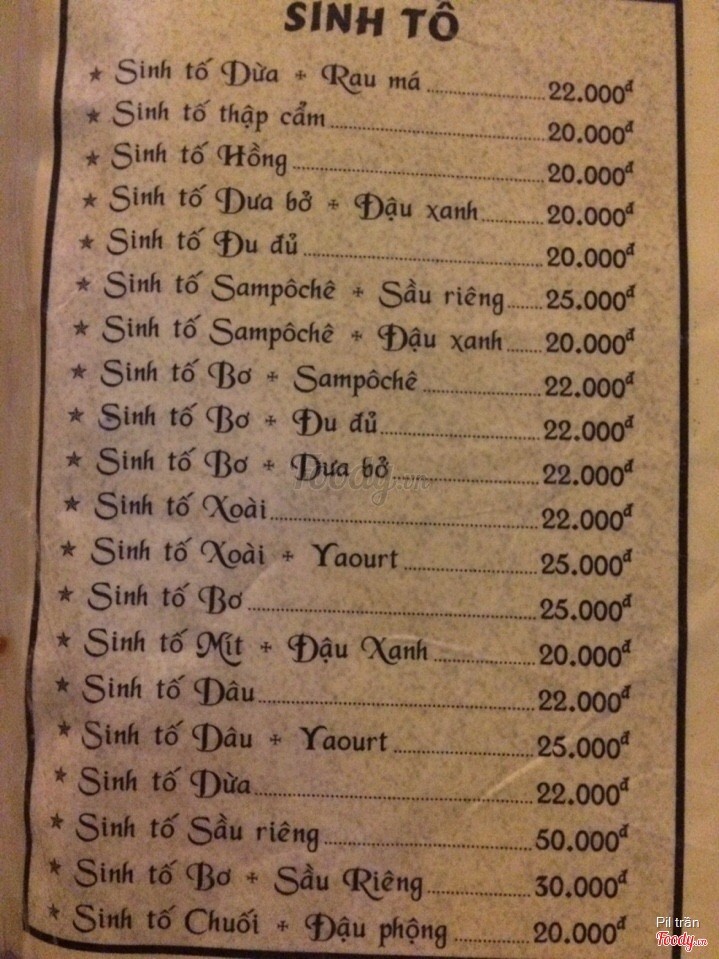 SINH TỐ
★ Sinh tố Dừa + Rau má 22.000đ
★ Sinh tố thập cẩm 20.000đ
★ Sinh tố Hồng 20.000đ
★ Sinh tố Dưa bở + Đậu xanh 20.000đ
★ Sinh tố Đu đủ 20.000đ
★ Sinh tố Sampôchê + Sầu riêng 25.000đ
★ Sinh tố Sampôchê + Đậu xanh 20.000đ
★ Sinh tố Bơ + Sampôchê 22.000đ
★ Sinh tố Bơ + Đu đủ 22.000đ
★ Sinh tố Bơ + Dưa bở 22.000đ
Foody.vn
★ Sinh tố Xoài 22.000đ
★ Sinh tố Xoài + Yaourt 25.000đ
★ Sinh tố Bơ 25.000đ
★ Sinh tố Mít + Đậu Xanh 20.000đ
★ Sinh tố Dâu 22.000đ
★ Sinh tố Dâu + Yaourt 25.000đ
★ Sinh tố Dừa 22.000đ
★ Sinh tố Sầu riêng 50.000đ
★ Sinh tố Bơ + Sầu Riêng 30.000đ
★ Sinh tố Chuối + Đậu phộng 20.000đ
Pil trần
Foody.vn